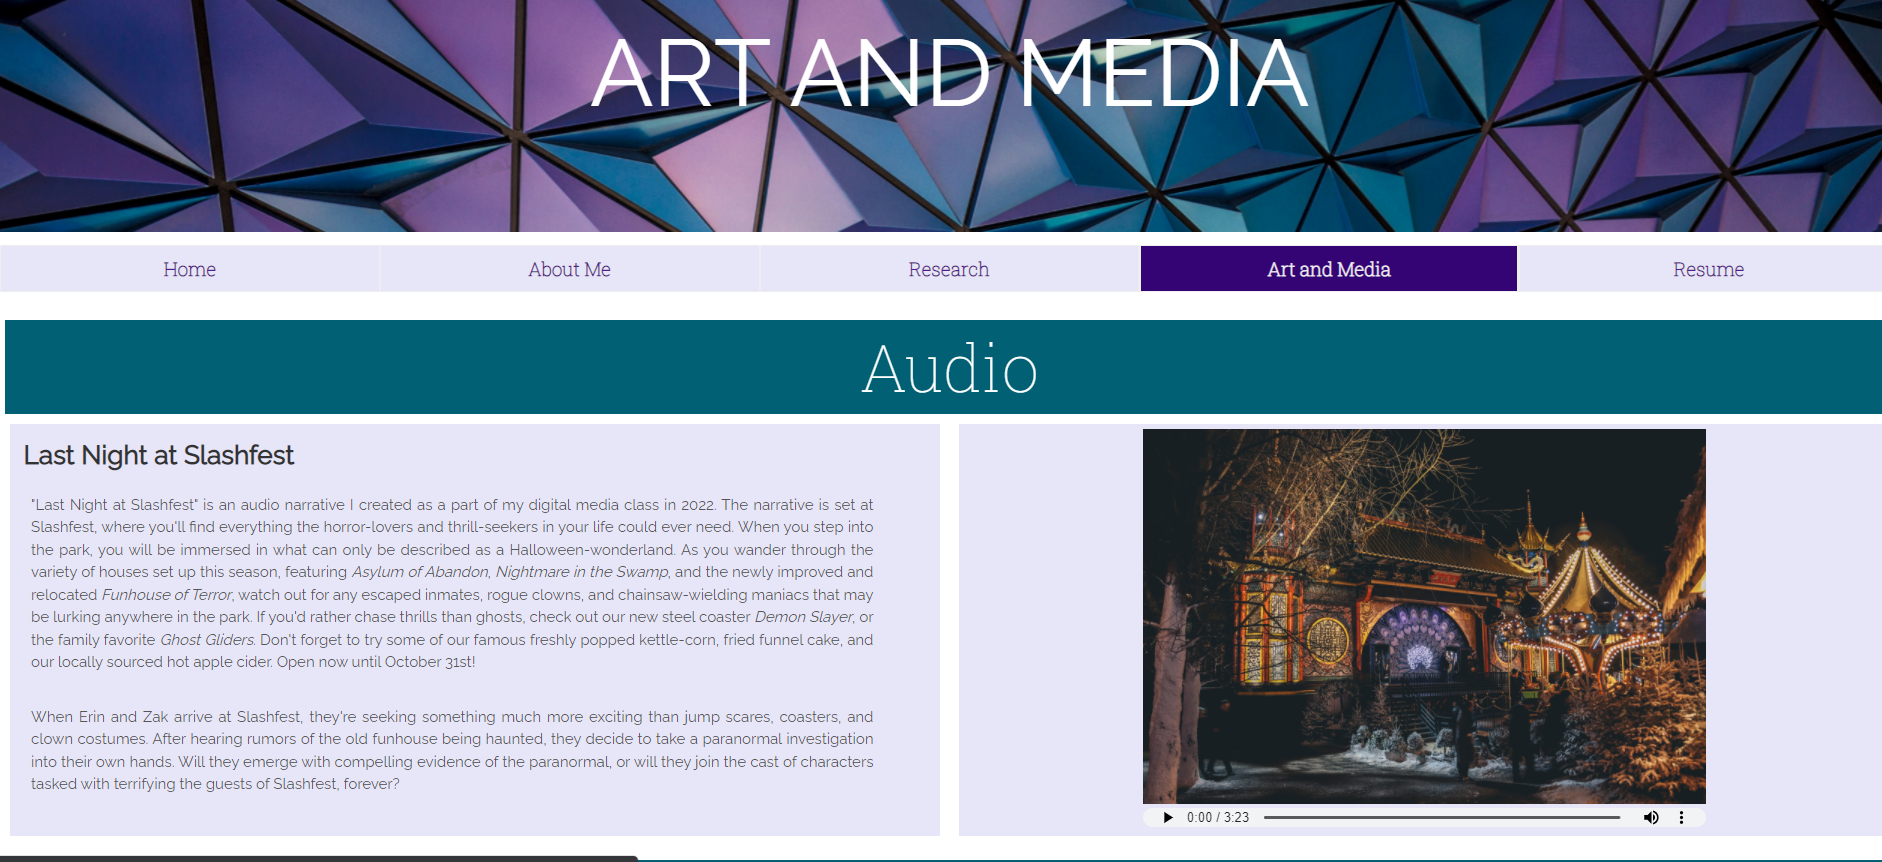 ART AND MEDIA
Home
About Me
Research
Art and Media
Resume
Audio
Last Night at Slashfest
"Last Night at Slashfest" is an audio narrative I created as a part of my digital media class in 2022. The narrative is set at
Slashfest, where you'll find everything the horror-lovers and thrill-seekers in your life could ever need. When you step into
the park, you will be immersed in what can only be described as a Halloween-wonderland. As you wander through the
variety of houses set up this season, featuring Asylum of Abandon, Nightmare in the Swamp, and the newly improved and
relocated Funhouse of Terror, watch out for any escaped inmates, rogue clowns, and chainsaw-wielding maniacs that may
be lurking anywhere in the park. If you'd rather chase thrills than ghosts, check out our new steel coaster Demon Slayer, or
the family favorite Ghost Gliders. Don't forget to try some of our famous freshly popped kettle-corn, fried funnel cake, and
our locally sourced hot apple cider. Open now until October 31st!
When Erin and Zak arrive at Slashfest, they're seeking something much more exciting than jump scares, coasters, and
clown costumes. After hearing rumors of the old funhouse being haunted, they decide to take a paranormal investigation
into their own hands. Will they emerge with compelling evidence of the paranormal, or will they join the cast of characters
tasked with terrifying the guests of Slashfest, forever?
0:00 / 3:23